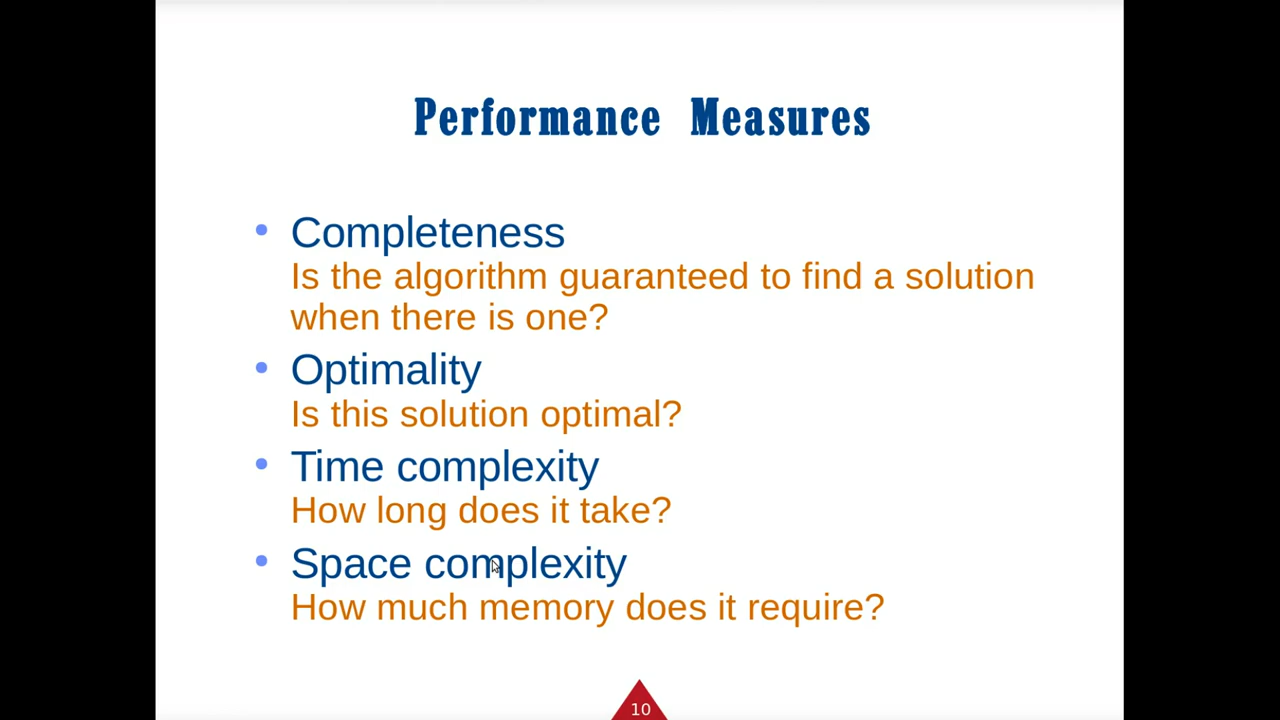 Performance Measures
• Completeness
Is the algorithm guaranteed to find a solution
when there is one?
• Optimality
Is this solution optimal?
• Time complexity
How long does it take?
• Space complexity
How much memory does it require?
10